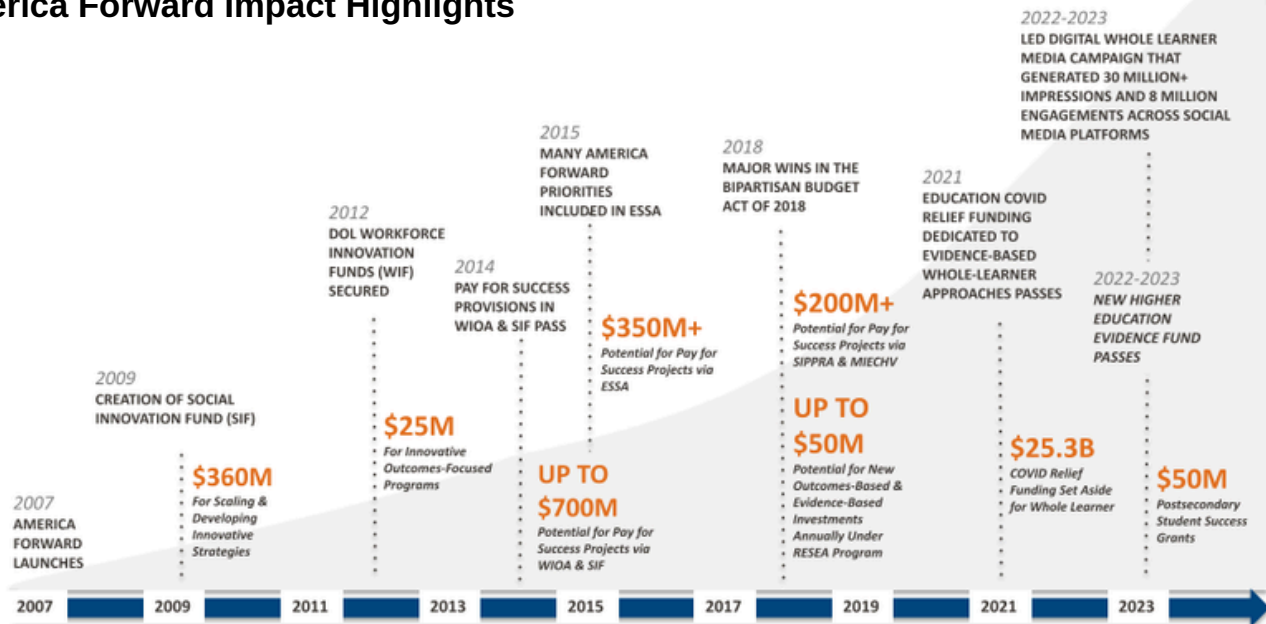 erica Forward Impact Highlights
2007
AMERICA
FORWARD
LAUNCHES
2009
CREATION OF SOCIAL
INNOVATION FUND (SIF)
$360M
For Scaling &
Developing
Innovative
Strategies
2012
DOL WORKFORCE
INNOVATION
FUNDS (WIF)
SECURED
$25M
For Innovative
Outcomes-Focused
Programs
2014
PAY FOR SUCCESS
PROVISIONS IN
WIOA & SIF PASS
UP TO
$700M
Potential for Pay for
Success Projects via
WIOA & SIF
2015
MANY AMERICA
FORWARD
PRIORITIES
INCLUDED IN ESSA
$350M+
Potential for Pay for
Success Projects via
ESSA
2018
MAJOR WINS IN THE
BIPARTISAN BUDGET
ACT OF 2018
$200M+
Potential for Pay for
Success Projects via
SIPPRA & MIECHV
UP TO
$50M
Potential for New
Outcomes-Based &
Evidence-Based
Investments
Annually Under
RESEA Program
2021
EDUCATION COVID
RELIEF FUNDING
DEDICATED TO
EVIDENCE-BASED
WHOLE-LEARNER
APPROACHES PASSES
$25.3B
COVID Relief
Funding Set Aside
for Whole Learner
2022-2023
LED DIGITAL WHOLE LEARNER
MEDIA CAMPAIGN THAT
GENERATED 30 MILLION+
IMPRESSIONS AND 8 MILLION
ENGAGEMENTS ACROSS SOCIAL
MEDIA PLATFORMS
2022-2023
NEW HIGHER
EDUCATION
EVIDENCE FUND
PASSES
$50M
Postsecondary
Student Success
Grants
2007 2009 2011 2013 2015 2017 2019 2021 2023